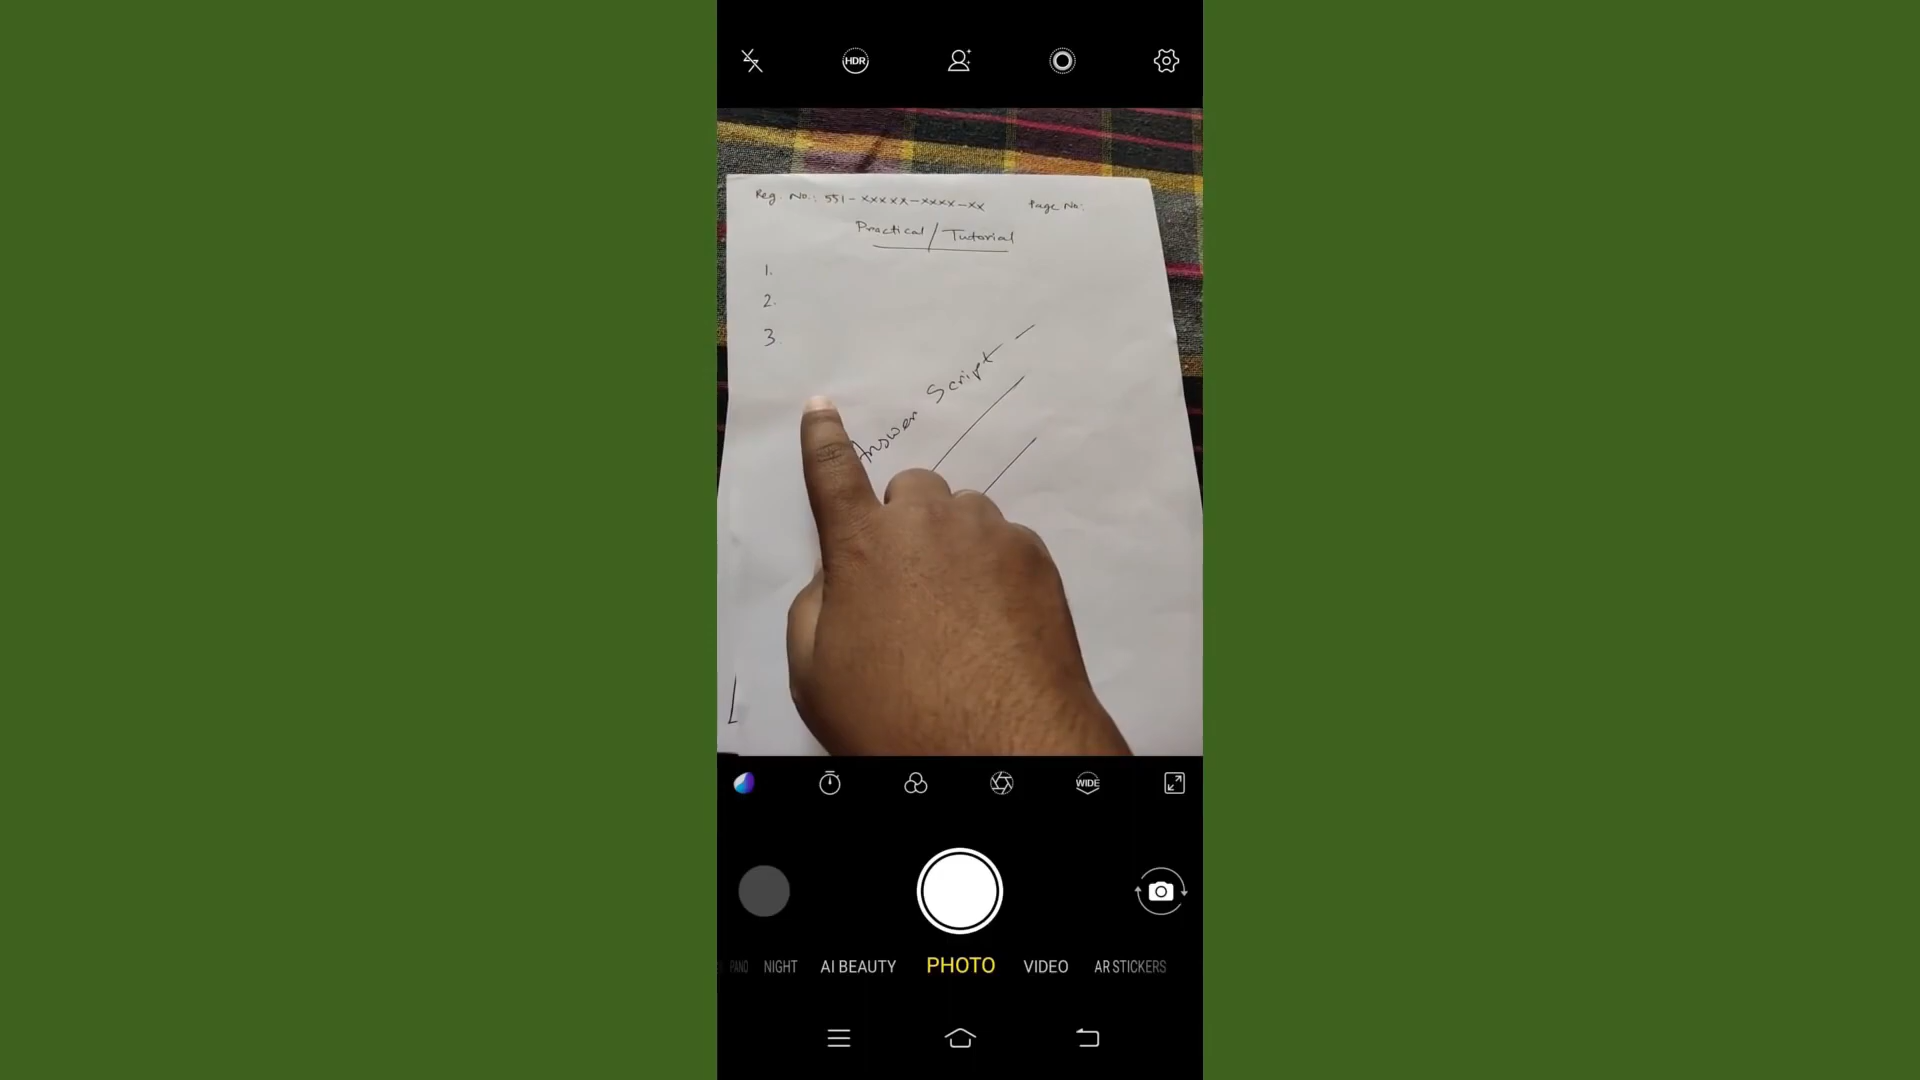 HDR
Reg. No.: 551-xxxxx-xxxx-xx Page No:
Practical / Tutorial
1.
2.
3.
Answer Script
WIDE
PANO NIGHT AI BEAUTY PHOTO VIDEO AR STICKERS